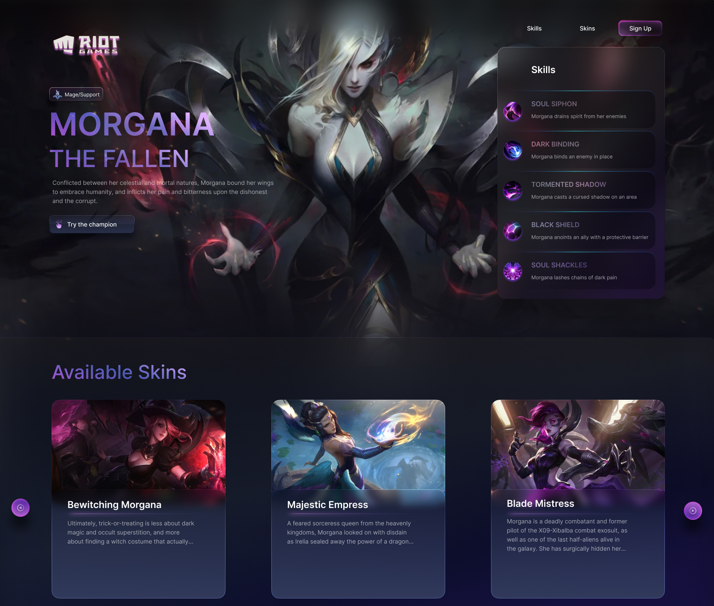 RIOT
GAMES
Skills
Skins
Sign Up
Mage/Support
MORGANA
THE FALLEN
Conflicted between her celestial and mortal natures, Morgana bound her wings
to embrace humanity, and inflicts her pain and bitterness upon the dishonest
and the corrupt.
Try the champion
Skills
SOUL SIPHON
Morgana drains spirit from her enemies
DARK BINDING
Morgana binds an enemy in place
TORMENTED SHADOW
Morgana casts a cursed shadow on an area
BLACK SHIELD
Morgana anoints an ally with a protective barrier
SOUL SHACKLES
Morgana lashes chains of dark pain
Available Skins
Bewitching Morgana
Ultimately, trick-or-treating is less about dark
magic and occult superstition, and more
about finding a witch costume that actually...
Majestic Empress
A feared sorceress queen from the heavenly
kingdoms, Morgana looked on with disdain
as Irelia sealed away the power of a dragon...
Blade Mistress
Morgana is a deadly combatant and former
pilot of the X09-Xibalba combat exosuit, as
well as one of the last half-aliens alive in
the galaxy. She has surgically hidden her...